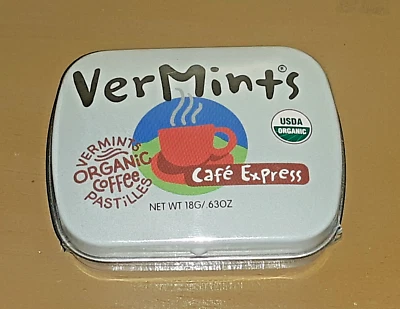 VerMints®
USDA
ORGANIC
VERMINTS
ORGANIC
Coffee
PASTILLES
Café Express
NET WT 18G/.63OZ